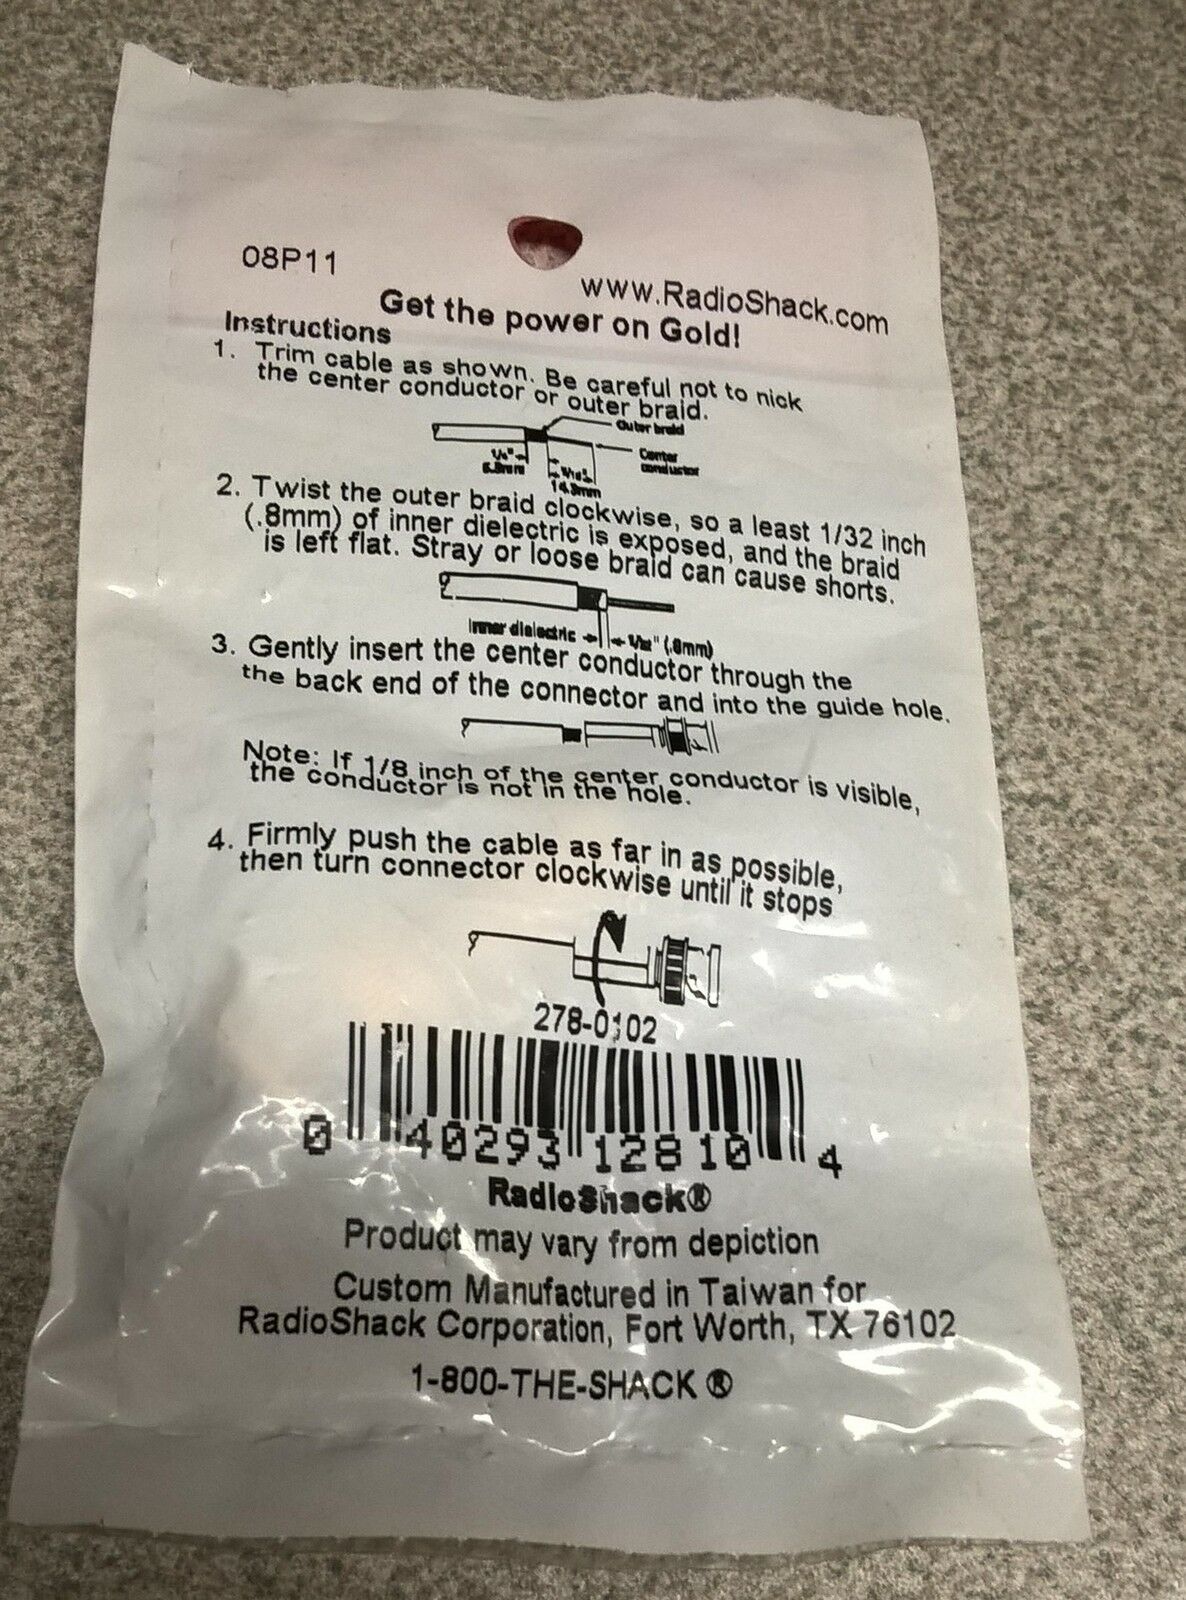 08P11
www.RadioShack.com
Get the power on Gold!
Instructions
1. Trim cable as shown. Be careful not to nick
the center conductor or outer braid.
Outer braid
Center
conductor
1/4"
14.3mm
2. Twist the outer braid clockwise, so a least 1/32 inch
(.8mm) of inner dielectric is exposed, and the braid
is left flat. Stray or loose braid can cause shorts.
Inner dielectric 1/32" (.8mm)
3. Gently insert the center conductor through the
the back end of the connector and into the guide hole.
Note: If 1/8 inch of the center conductor is visible,
the conductor is not in the hole.
4. Firmly push the cable as far in as possible,
then turn connector clockwise until it stops
278-0102
0 40293 12810 4
RadioShack®
Product may vary from depiction
Custom Manufactured in Taiwan for
RadioShack Corporation, Fort Worth, TX 76102
1-800-THE-SHACK ®